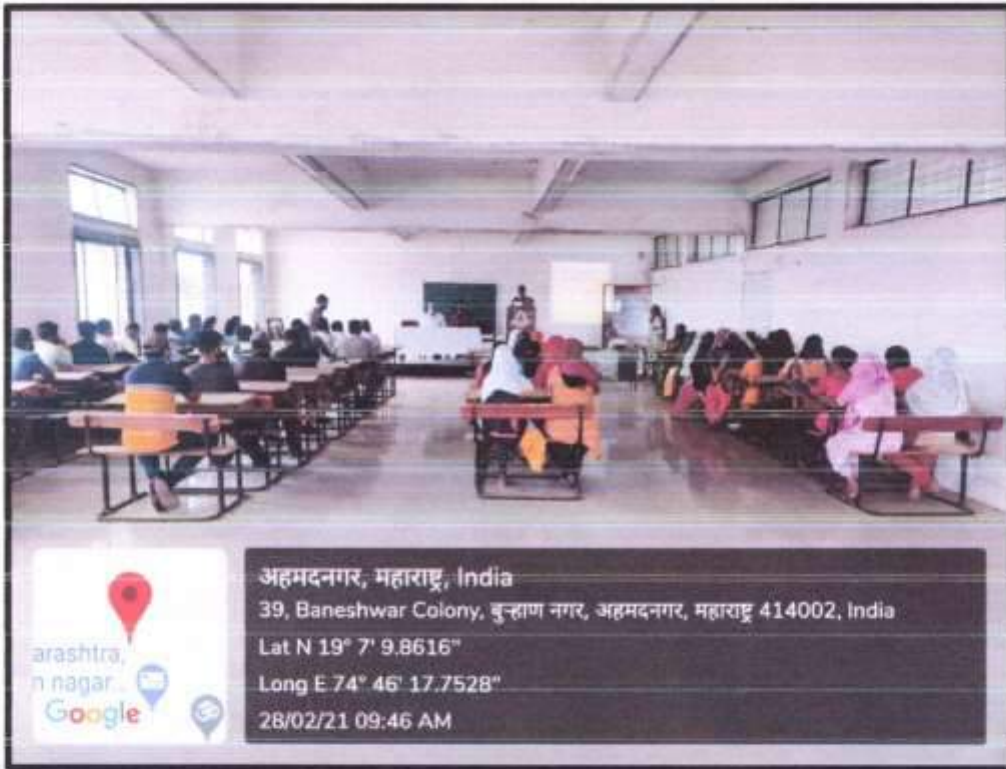 अहमदनगर, महाराष्ट्र, India
39, Baneshwar Colony, बुऱ्हाण नगर, अहमदनगर, महाराष्ट्र 414002, India
Lat N 19° 7' 9.8616"
Long E 74° 46' 17.7528"
28/02/21 09:46 AM
arashtra,
n nagar..
Google